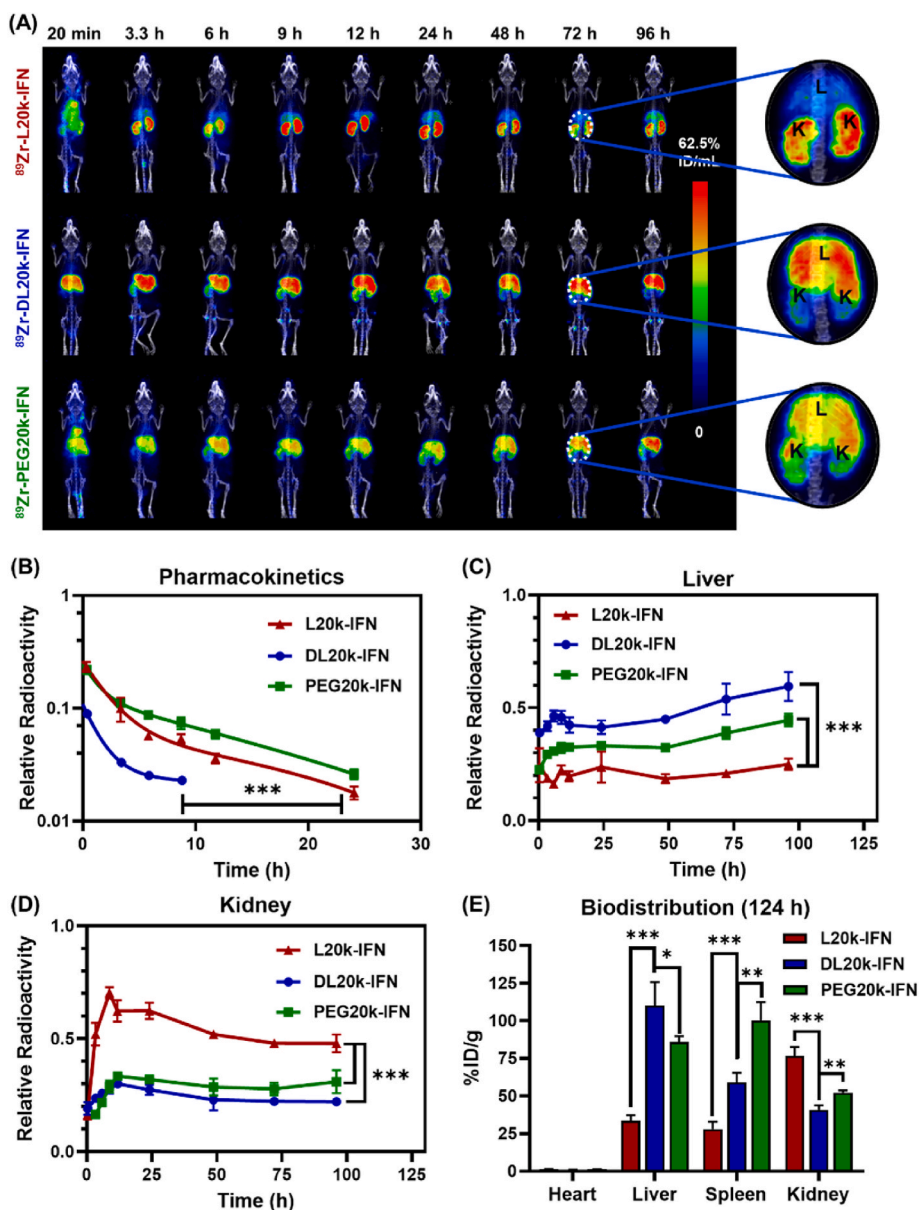 (A)
20 min 3.3 h 6 h 9 h 12 h 24 h 48 h 72 h 96 h
⁸⁹Zr-L20k-IFN
⁸⁹Zr-DL20k-IFN
⁸⁹Zr-PEG20k-IFN
62.5%
ID/mL
0
L
K K
L
K K
L
K K
(B)
Pharmacokinetics
Relative Radioactivity
1
0.1
0.01
L20k-IFN
DL20k-IFN
PEG20k-IFN
***
0 10 20 30
Time (h)
(C)
Liver
Relative Radioactivity
1.0
0.5
0.0
L20k-IFN
DL20k-IFN
PEG20k-IFN
***
0 25 50 75 100 125
Time (h)
(D)
Kidney
Relative Radioactivity
1.0
0.5
0.0
L20k-IFN
DL20k-IFN
PEG20k-IFN
***
0 25 50 75 100 125
Time (h)
(E)
Biodistribution (124 h)
%ID/g
150
125
100
75
50
25
0
L20k-IFN
DL20k-IFN
PEG20k-IFN
*** *
*** **
*** **
Heart Liver Spleen Kidney